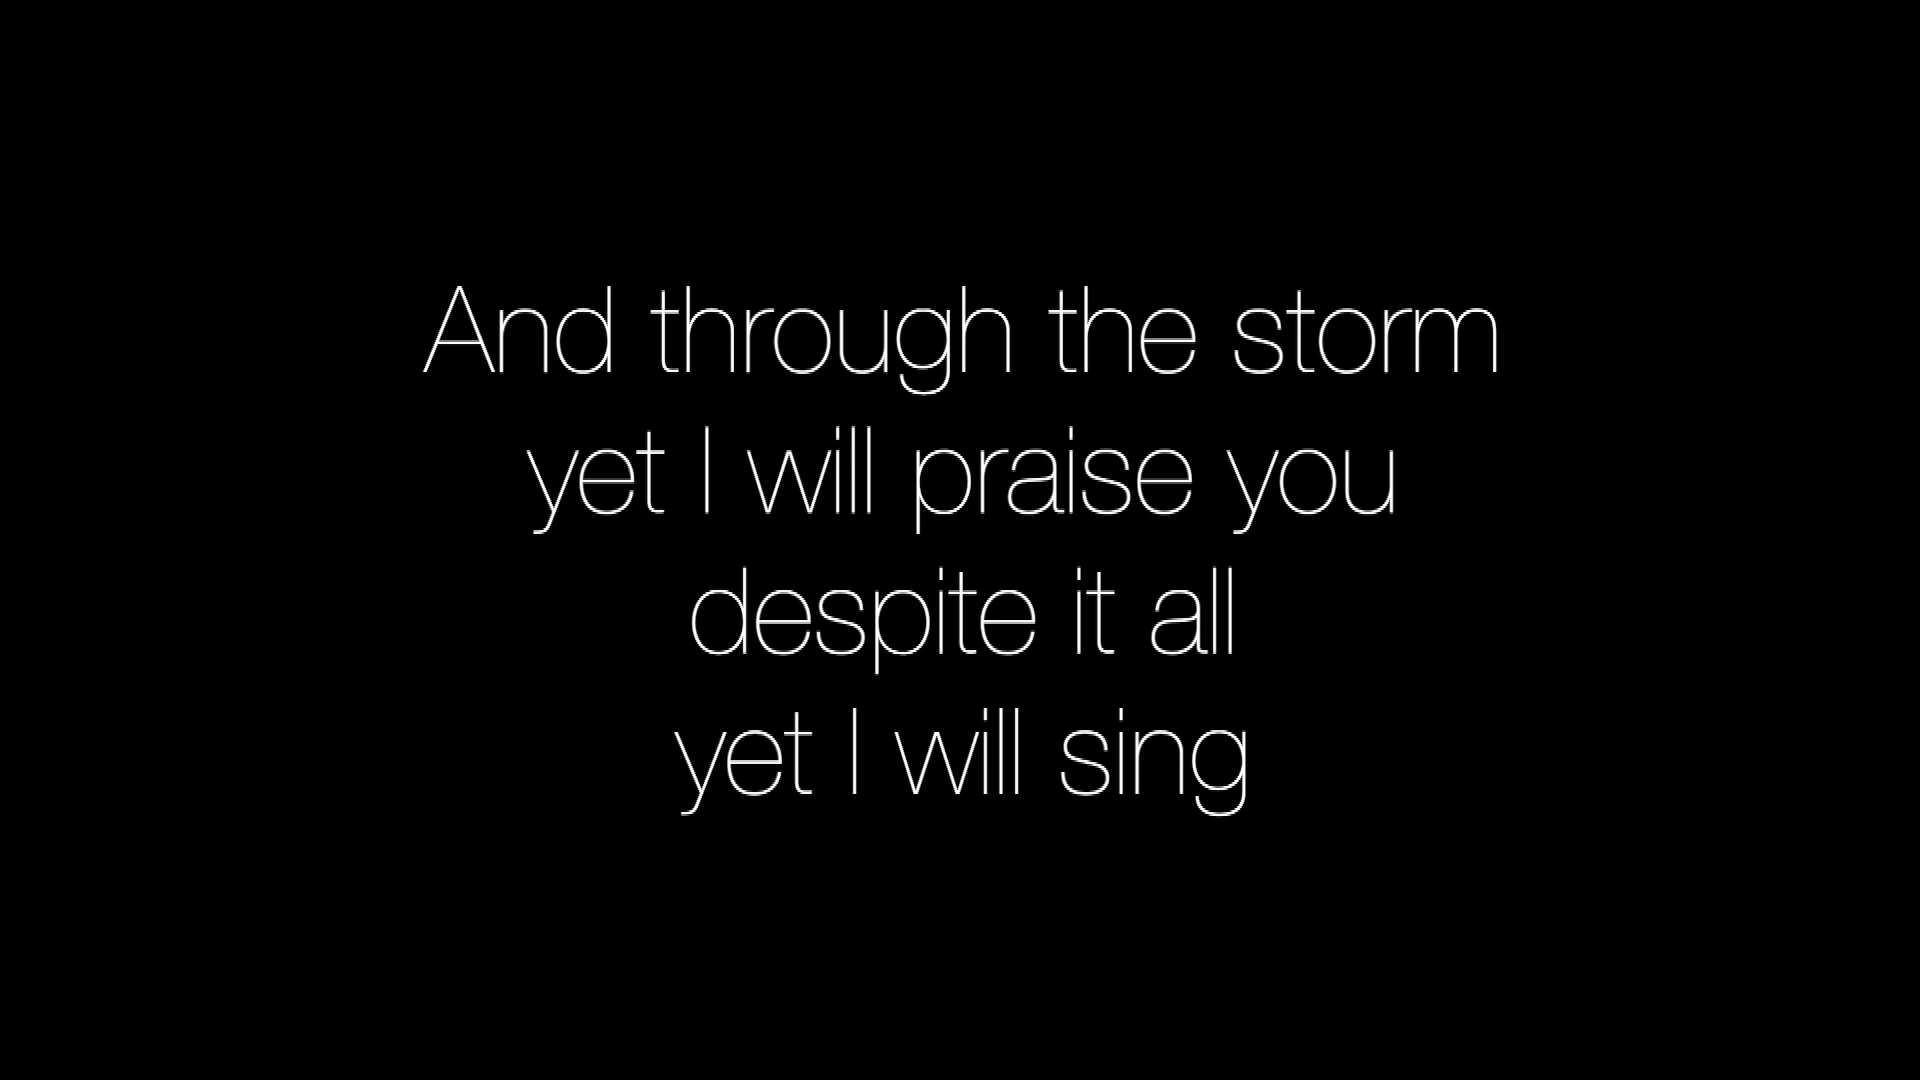 And through the storm
yet I will praise you
despite it all
yet I will sing